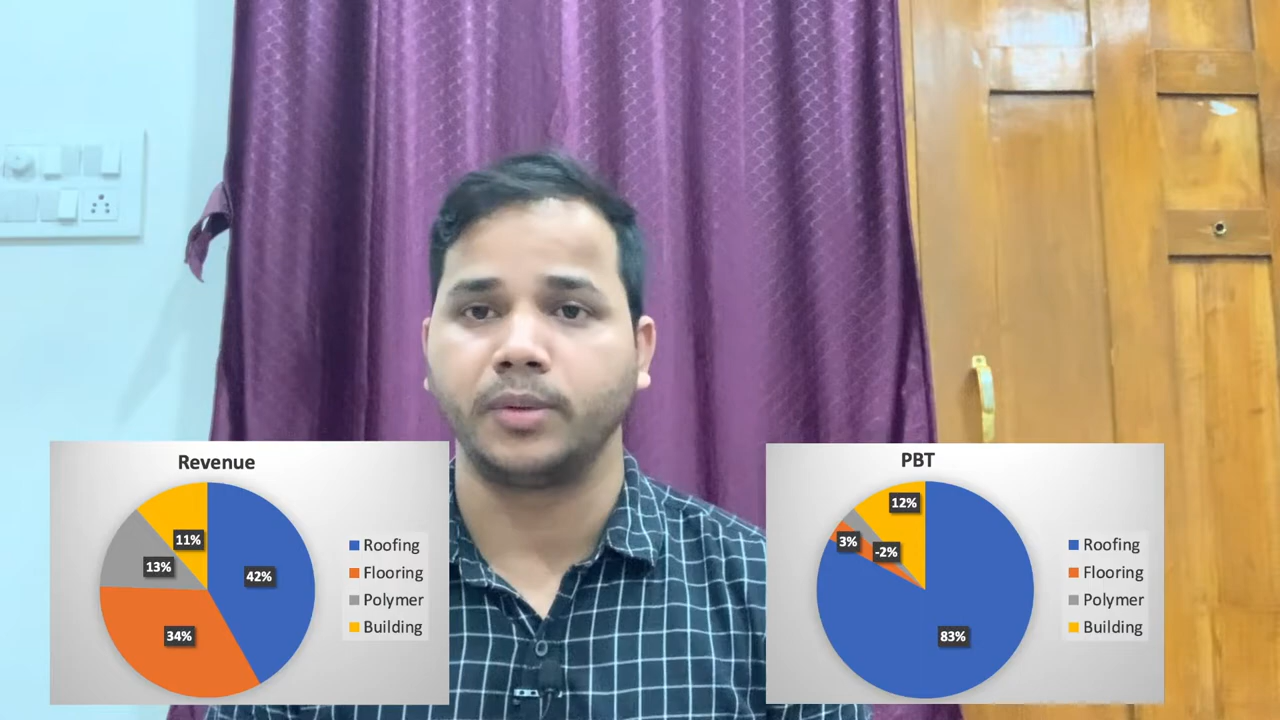 Revenue
11%
13%
42%
34%
Roofing
Flooring
Polymer
Building
PBT
12%
3%
-2%
83%
Roofing
Flooring
Polymer
Building